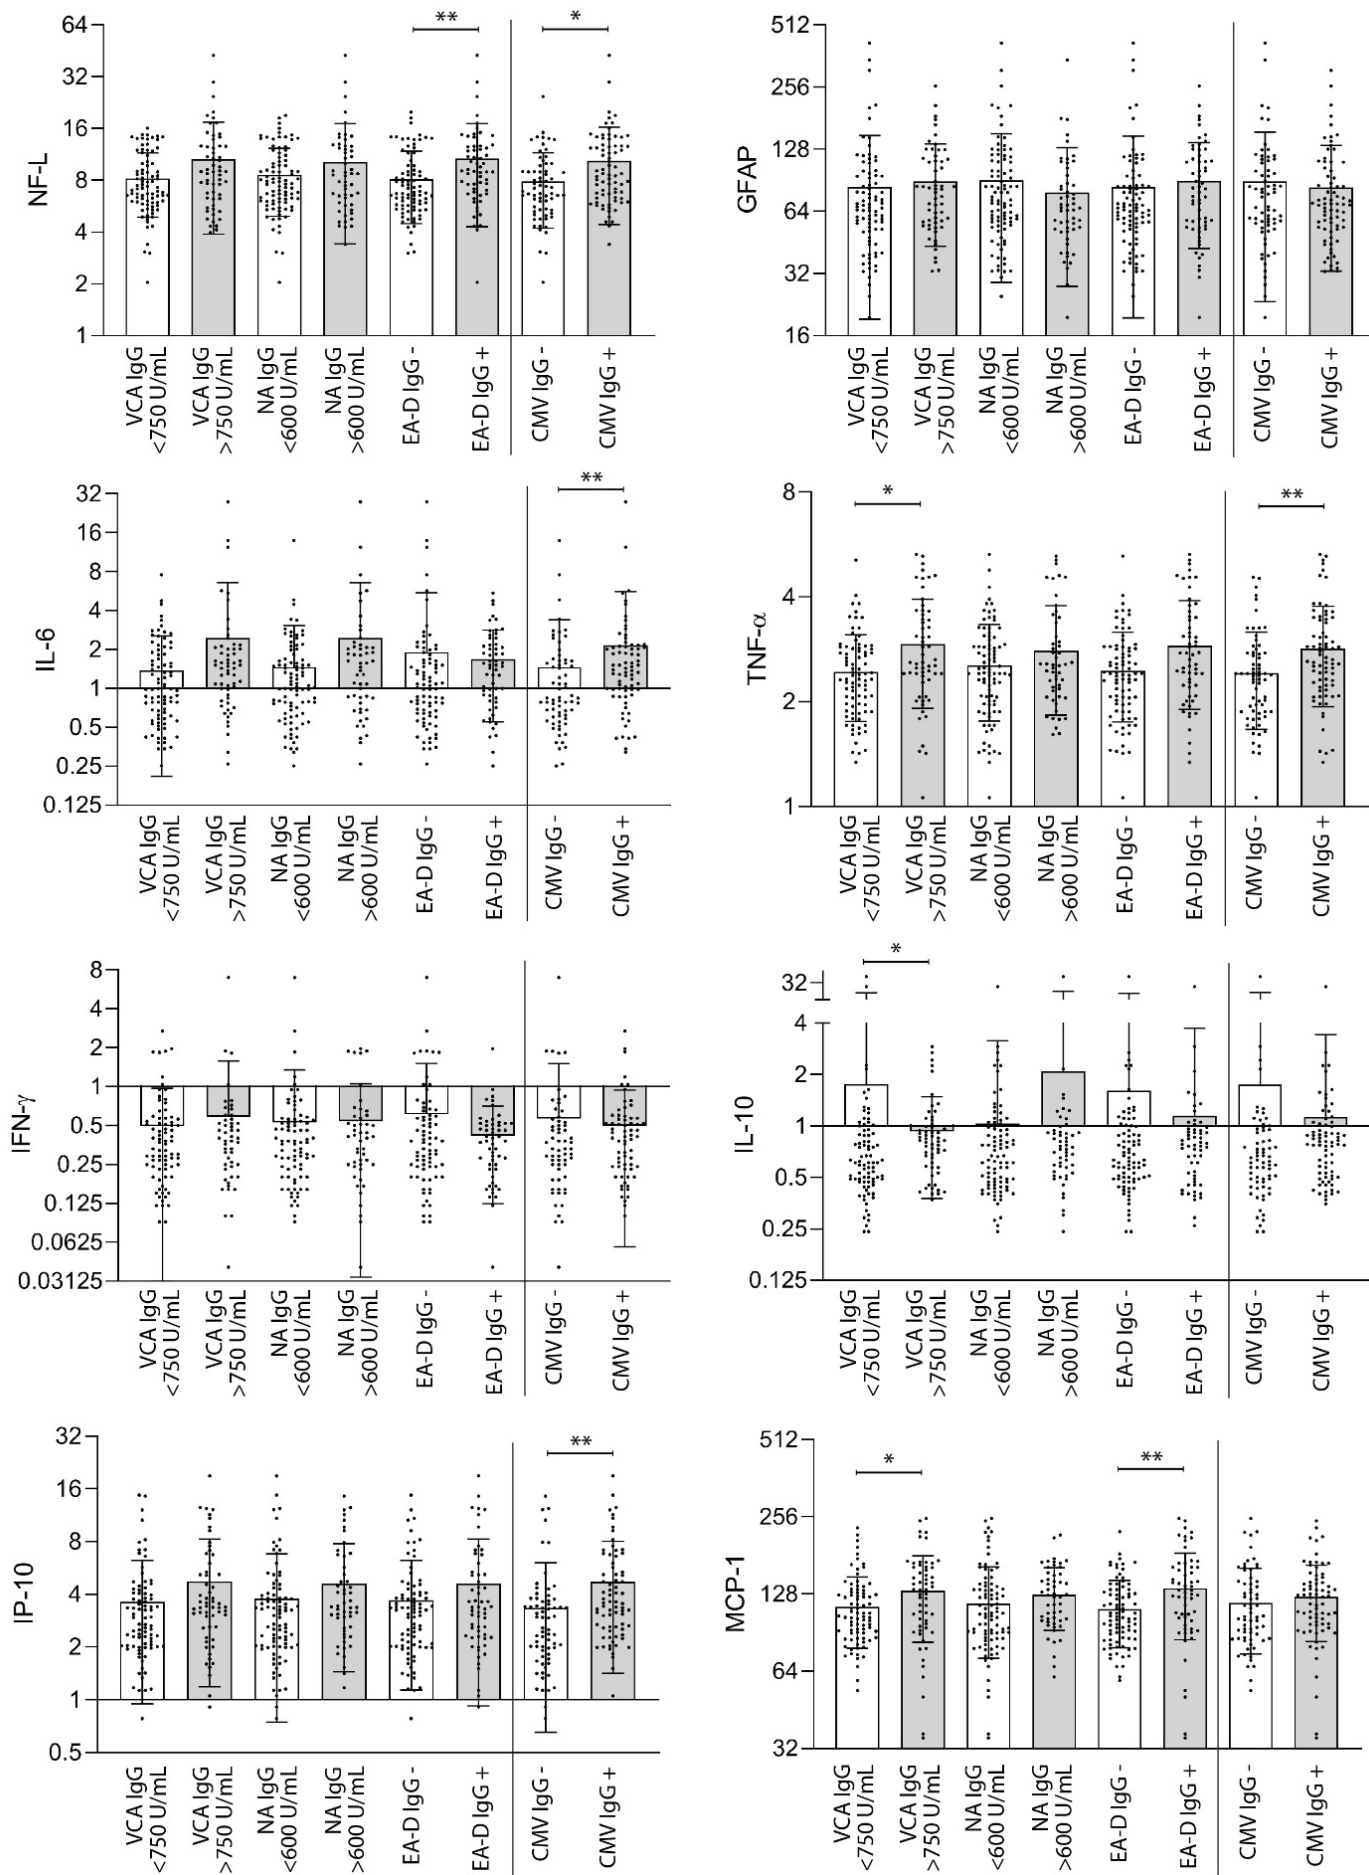 NF-L
64
32
16
8
4
2
1
**
*
VCA IgG
<750 U/mL
VCA IgG
>750 U/mL
NA IgG
<600 U/mL
NA IgG
>600 U/mL
EA-D IgG -
EA-D IgG +
CMV IgG -
CMV IgG +
GFAP
512
256
128
64
32
16
VCA IgG
<750 U/mL
VCA IgG
>750 U/mL
NA IgG
<600 U/mL
NA IgG
>600 U/mL
EA-D IgG -
EA-D IgG +
CMV IgG -
CMV IgG +
IL-6
32
16
8
4
2
1
0.5
0.25
0.125
**
VCA IgG
<750 U/mL
VCA IgG
>750 U/mL
NA IgG
<600 U/mL
NA IgG
>600 U/mL
EA-D IgG -
EA-D IgG +
CMV IgG -
CMV IgG +
TNF-α
8
4
2
1
*
**
VCA IgG
<750 U/mL
VCA IgG
>750 U/mL
NA IgG
<600 U/mL
NA IgG
>600 U/mL
EA-D IgG -
EA-D IgG +
CMV IgG -
CMV IgG +
IFN-γ
8
4
2
1
0.5
0.25
0.125
0.0625
0.03125
VCA IgG
<750 U/mL
VCA IgG
>750 U/mL
NA IgG
<600 U/mL
NA IgG
>600 U/mL
EA-D IgG -
EA-D IgG +
CMV IgG -
CMV IgG +
IL-10
32
4
2
1
0.5
0.25
0.125
*
VCA IgG
<750 U/mL
VCA IgG
>750 U/mL
NA IgG
<600 U/mL
NA IgG
>600 U/mL
EA-D IgG -
EA-D IgG +
CMV IgG -
CMV IgG +
IP-10
32
16
8
4
2
1
0.5
**
VCA IgG
<750 U/mL
VCA IgG
>750 U/mL
NA IgG
<600 U/mL
NA IgG
>600 U/mL
EA-D IgG -
EA-D IgG +
CMV IgG -
CMV IgG +
MCP-1
512
256
128
64
32
*
**
VCA IgG
<750 U/mL
VCA IgG
>750 U/mL
NA IgG
<600 U/mL
NA IgG
>600 U/mL
EA-D IgG -
EA-D IgG +
CMV IgG -
CMV IgG +